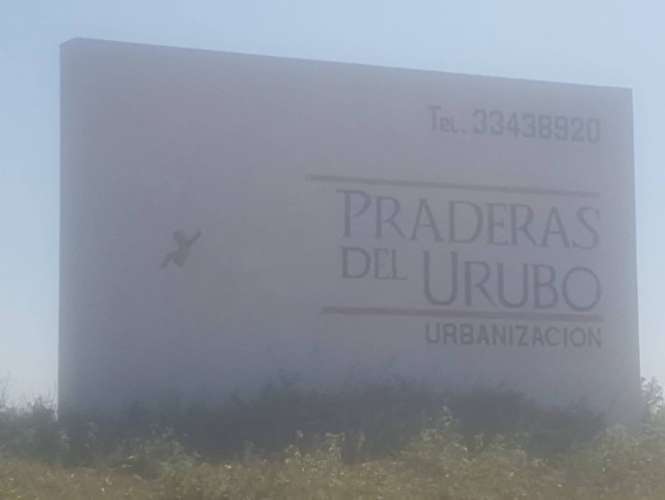 TEL. 33438920
PRADERAS
DEL URUBO
URBANIZACION